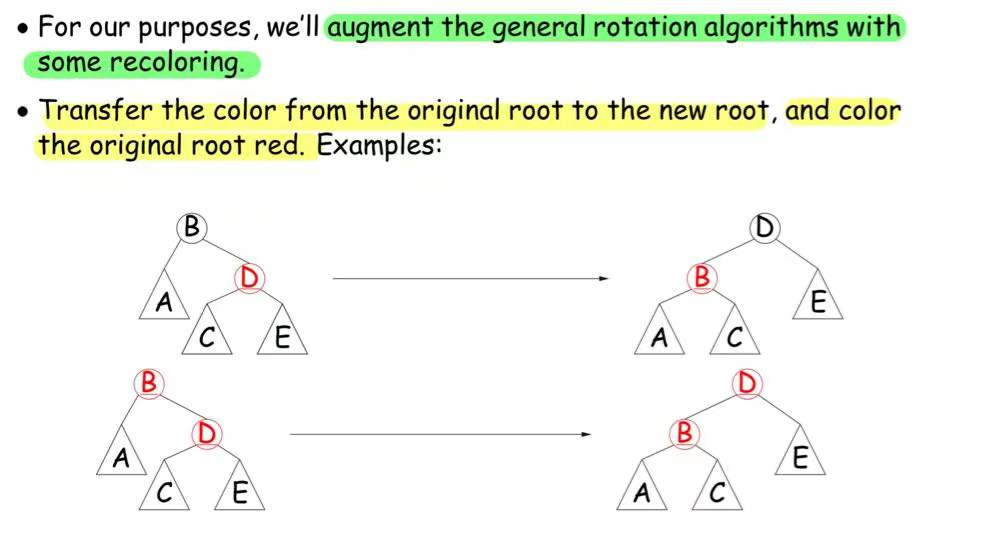 • For our purposes, we'll augment the general rotation algorithms with
some recoloring.
• Transfer the color from the original root to the new root, and color
the original root red. Examples:
B
D
A
C
E
D
B
E
A
C
B
D
A
C
E
D
B
E
A
C